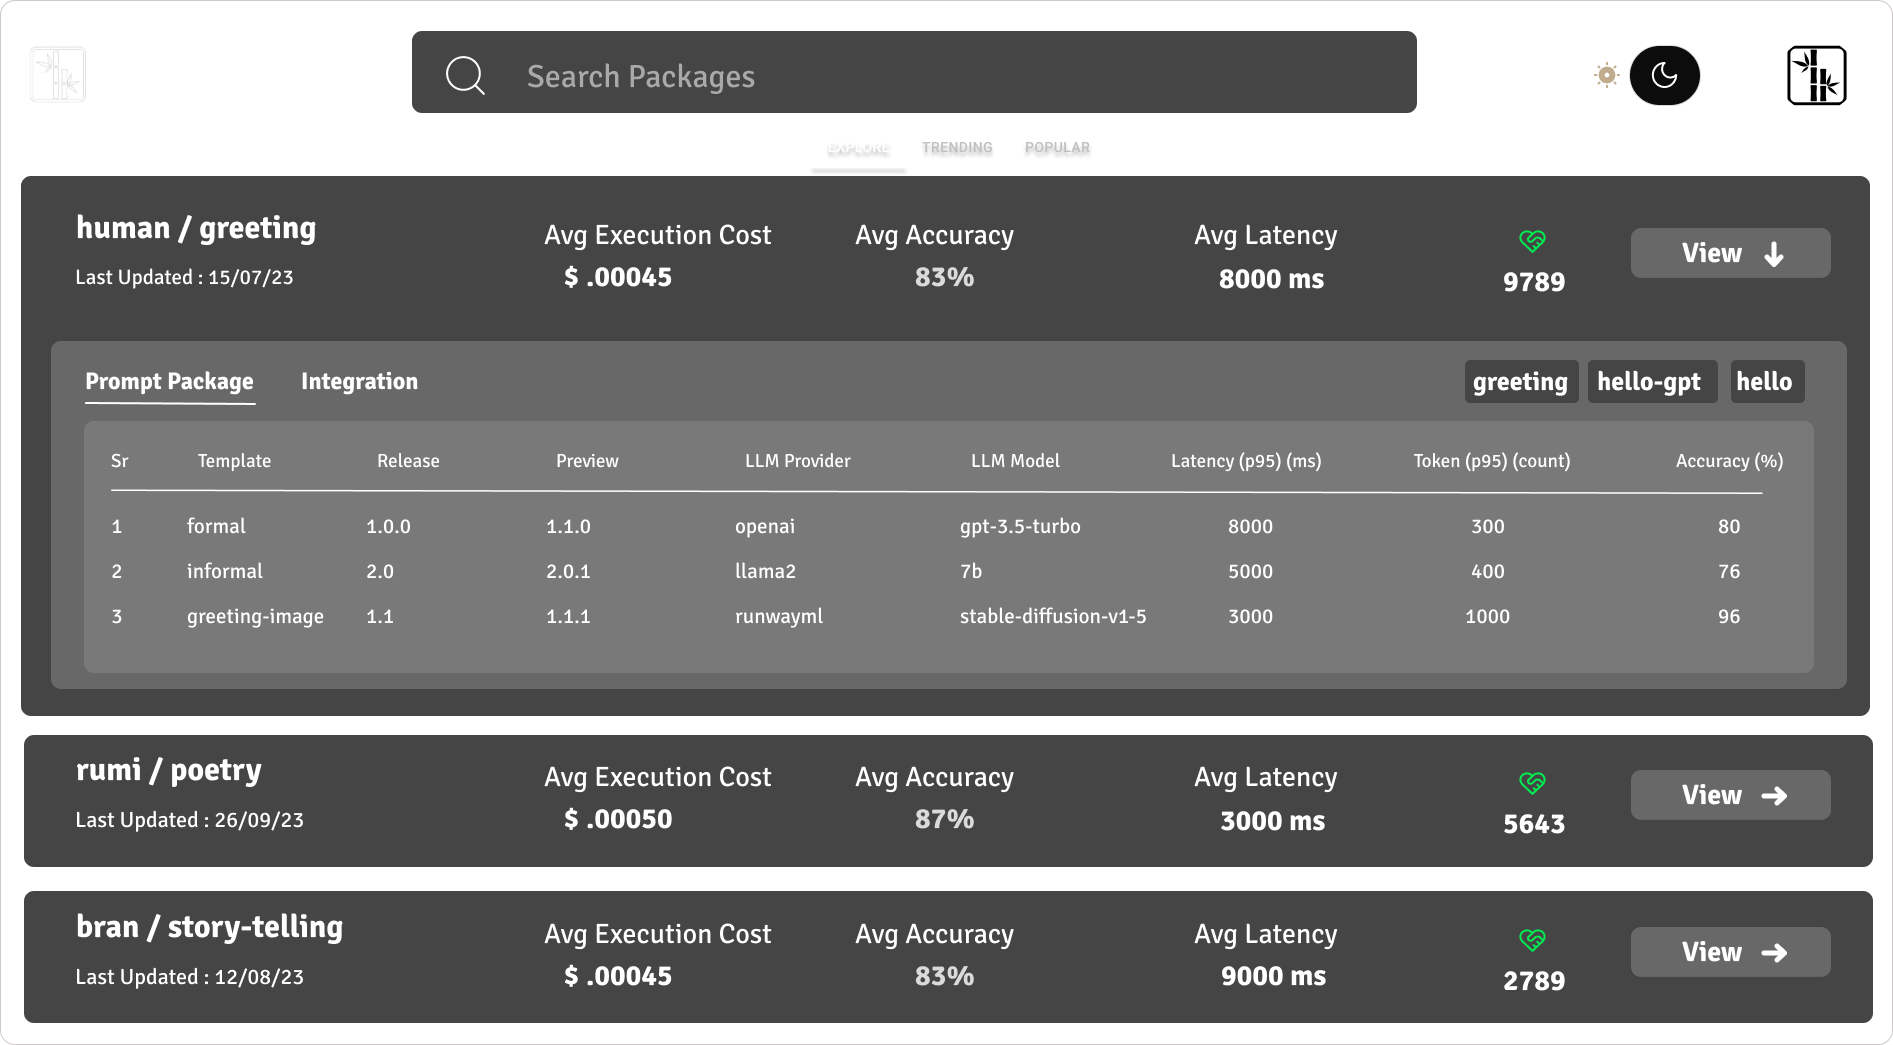 Search Packages
EXPLORE TRENDING POPULAR
human / greeting
Last Updated : 15/07/23
Avg Execution Cost
$ .00045
Avg Accuracy
83%
Avg Latency
8000 ms
9789
View
Prompt Package Integration
greeting hello-gpt hello
Sr Template Release Preview LLM Provider LLM Model Latency (p95) (ms) Token (p95) (count) Accuracy (%)
1 formal 1.0.0 1.1.0 openai gpt-3.5-turbo 8000 300 80
2 informal 2.0 2.0.1 llama2 7b 5000 400 76
3 greeting-image 1.1 1.1.1 runwayml stable-diffusion-v1-5 3000 1000 96
rumi / poetry
Last Updated : 26/09/23
Avg Execution Cost
$ .00050
Avg Accuracy
87%
Avg Latency
3000 ms
5643
View
bran / story-telling
Last Updated : 12/08/23
Avg Execution Cost
$ .00045
Avg Accuracy
83%
Avg Latency
9000 ms
2789
View